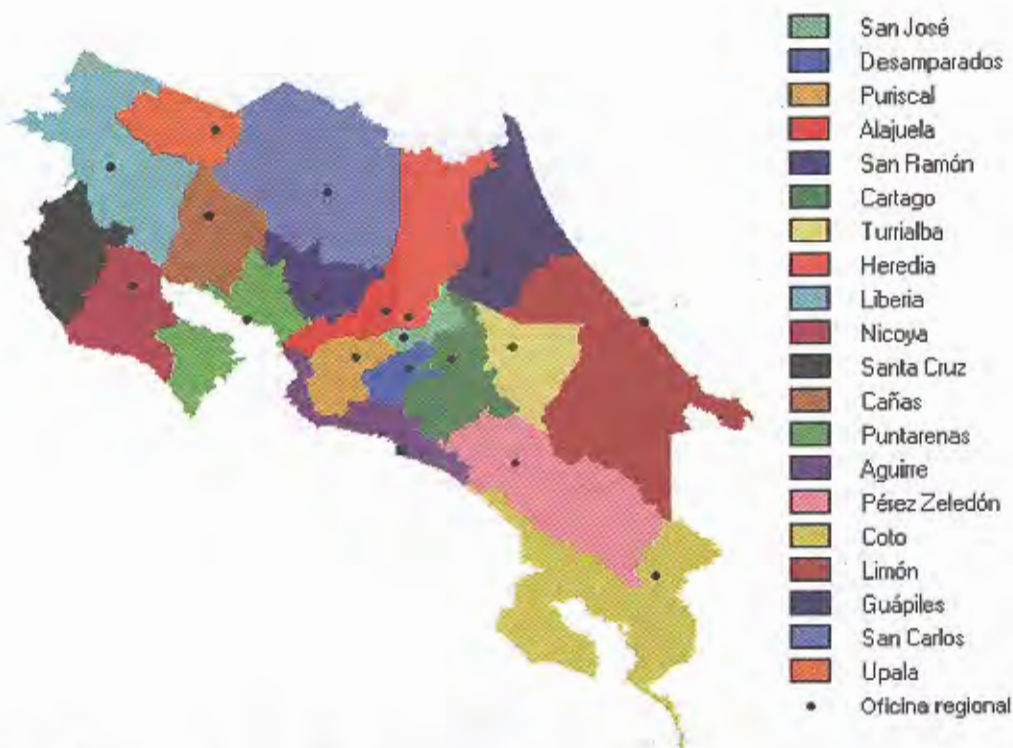 San José
Desamparados
Puriscal
Alajuela
San Ramón
Cartago
Turrialba
Heredia
Liberia
Nicoya
Santa Cruz
Cañas
Puntarenas
Aguirre
Pérez Zeledón
Coto
Limón
Guápiles
San Carlos
Upala
Oficina regional